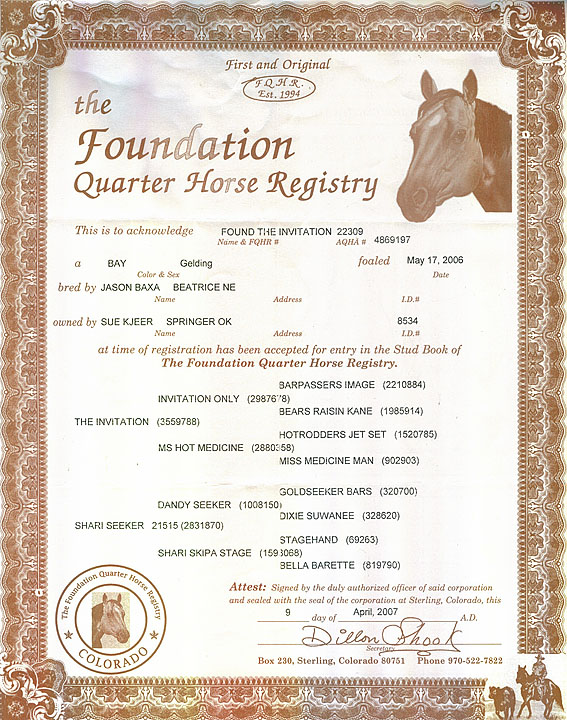 First and Original
F.Q.H.R.
Est. 1994
the
Foundation
Quarter Horse Registry
This is to acknowledge FOUND THE INVITATION 22309 4869197
Name & FQHR # AQHA #
a BAY Gelding foaled May 17, 2006
Color & Sex Date
bred by JASON BAXA BEATRICE NE
Name Address I.D.#
owned by SUE KJEER SPRINGER OK 8534
Name Address I.D.#
at time of registration has been accepted for entry in the Stud Book of
The Foundation Quarter Horse Registry.
BARPASSERS IMAGE (2210884)
INVITATION ONLY
BEARS RAISIN KANE (1985914)
THE INVITATION (3559788)
HOTRODDERS JET SET (1520785)
MS HOT MEDICINE
MISS MEDICINE MAN (902903)
GOLDSEEKER BARS (320700)
DANDY SEEKER (1008150)
DIXIE SUWANEE (328620)
SHARI SEEKER 21515 (2831870)
STAGEHAND (69263)
SHARI SKIPA STAGE
BELLA BARETTE (819790)
Attest: Signed by the duly authorized officer of said corporation
and sealed with the seal of the corporation at Sterling, Colorado, this
9 day of April, 2007 A.D.
Dillon Shook
Secretary
Box 230, Sterling, Colorado 80751 Phone 970-522-7822
The Foundation Quarter Horse Registry
COLORADO